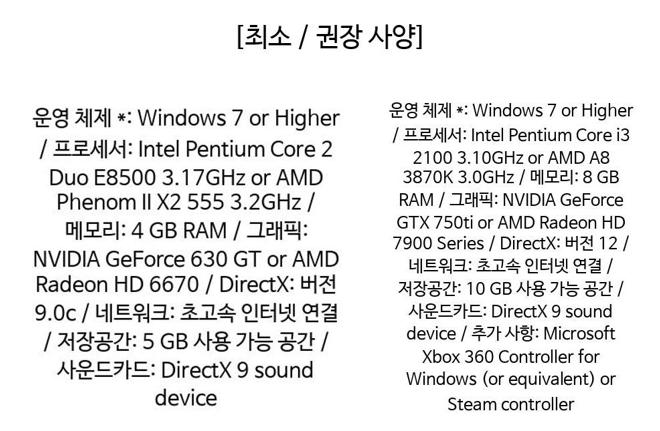 [최소 / 권장 사양]
운영 체제 *: Windows 7 or Higher
/ 프로세서: Intel Pentium Core 2
Duo E8500 3.17GHz or AMD
Phenom II X2 555 3.2GHz /
메모리: 4 GB RAM / 그래픽:
NVIDIA GeForce 630 GT or AMD
Radeon HD 6670 / DirectX: 버전
9.0c / 네트워크: 초고속 인터넷 연결
/ 저장공간: 5 GB 사용 가능 공간 /
사운드카드: DirectX 9 sound
device
운영 체제 *: Windows 7 or Higher
/ 프로세서: Intel Pentium Core i3
2100 3.10GHz or AMD A8
3870K 3.0GHz / 메모리: 8 GB
RAM / 그래픽: NVIDIA GeForce
GTX 750ti or AMD Radeon HD
7900 Series / DirectX: 버전 12 /
네트워크: 초고속 인터넷 연결 /
저장공간: 10 GB 사용 가능 공간 /
사운드카드: DirectX 9 sound
device / 추가 사항: Microsoft
Xbox 360 Controller for
Windows (or equivalent) or
Steam controller